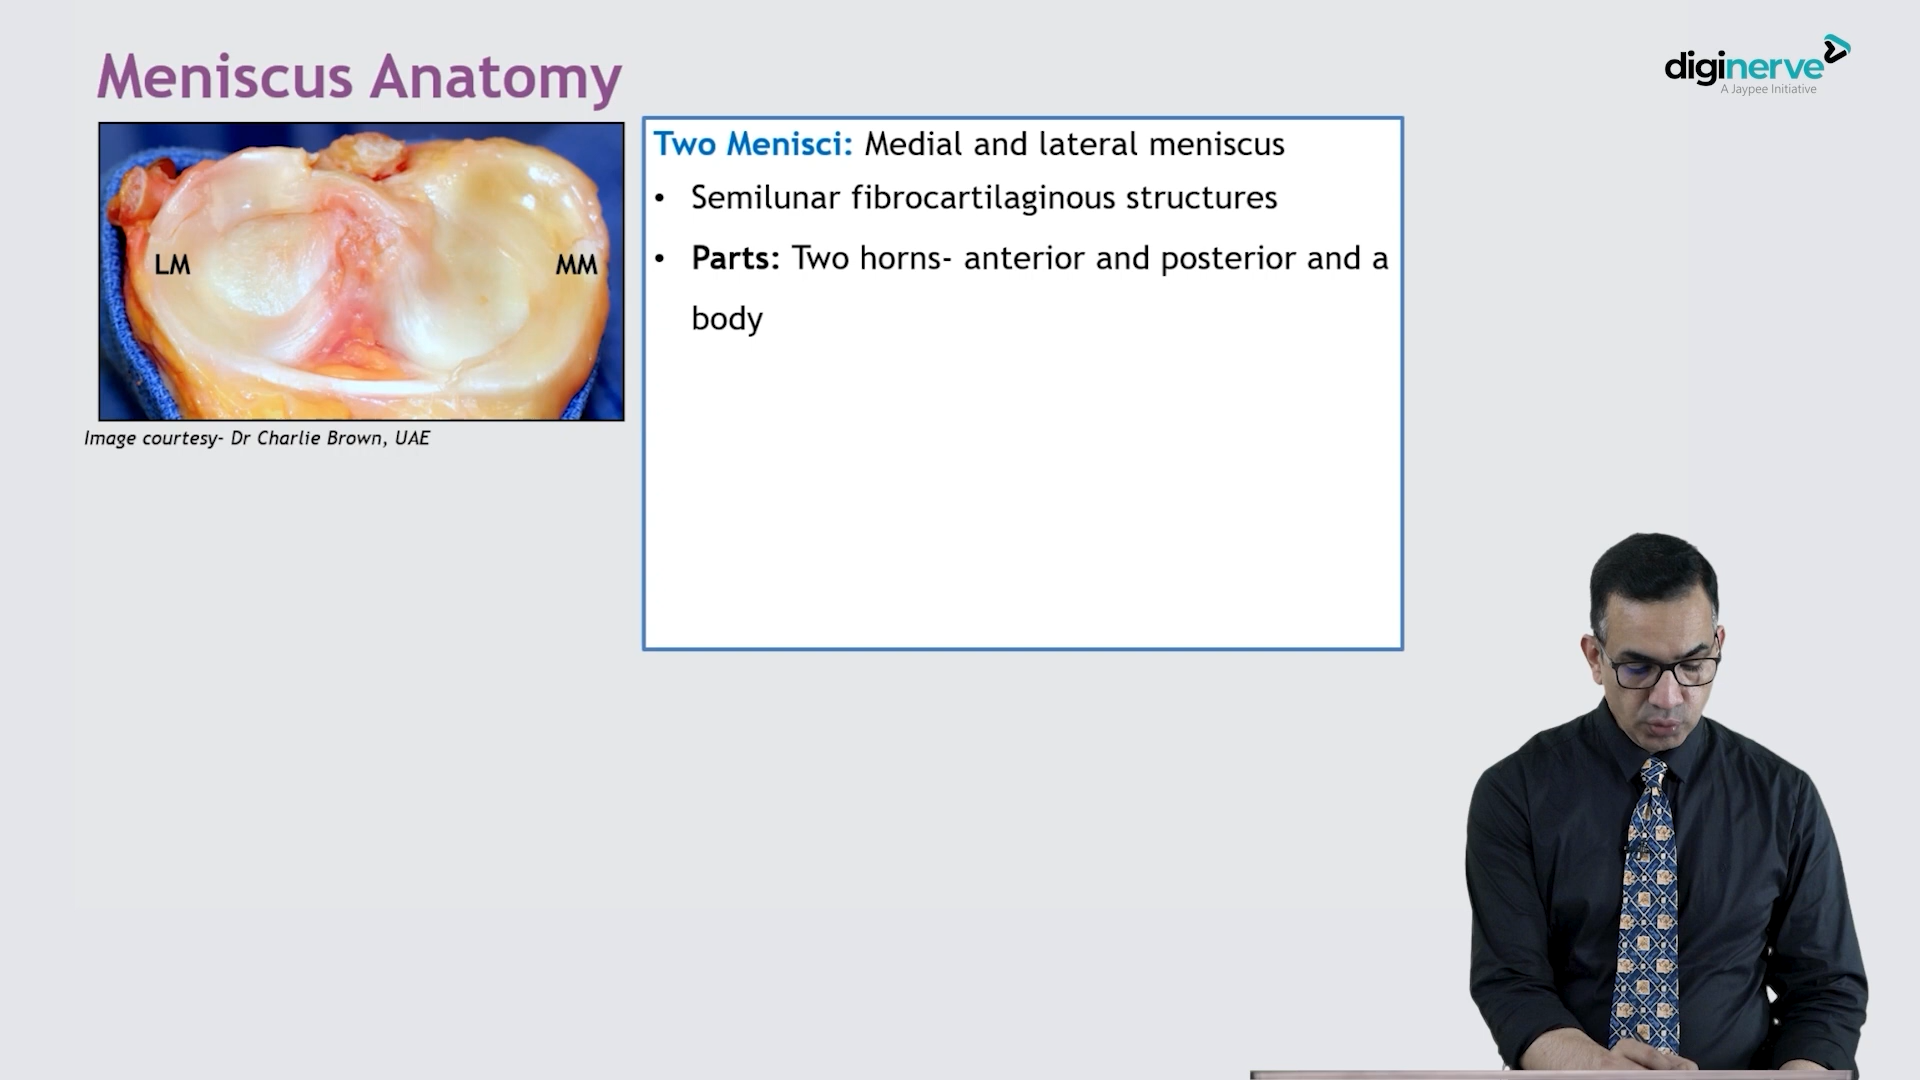 Meniscus Anatomy
diginerve
A Jaypee Initiative
LM
MM
Image courtesy- Dr Charlie Brown, UAE
Two Menisci: Medial and lateral meniscus
• Semilunar fibrocartilaginous structures
• Parts: Two horns- anterior and posterior and a
body